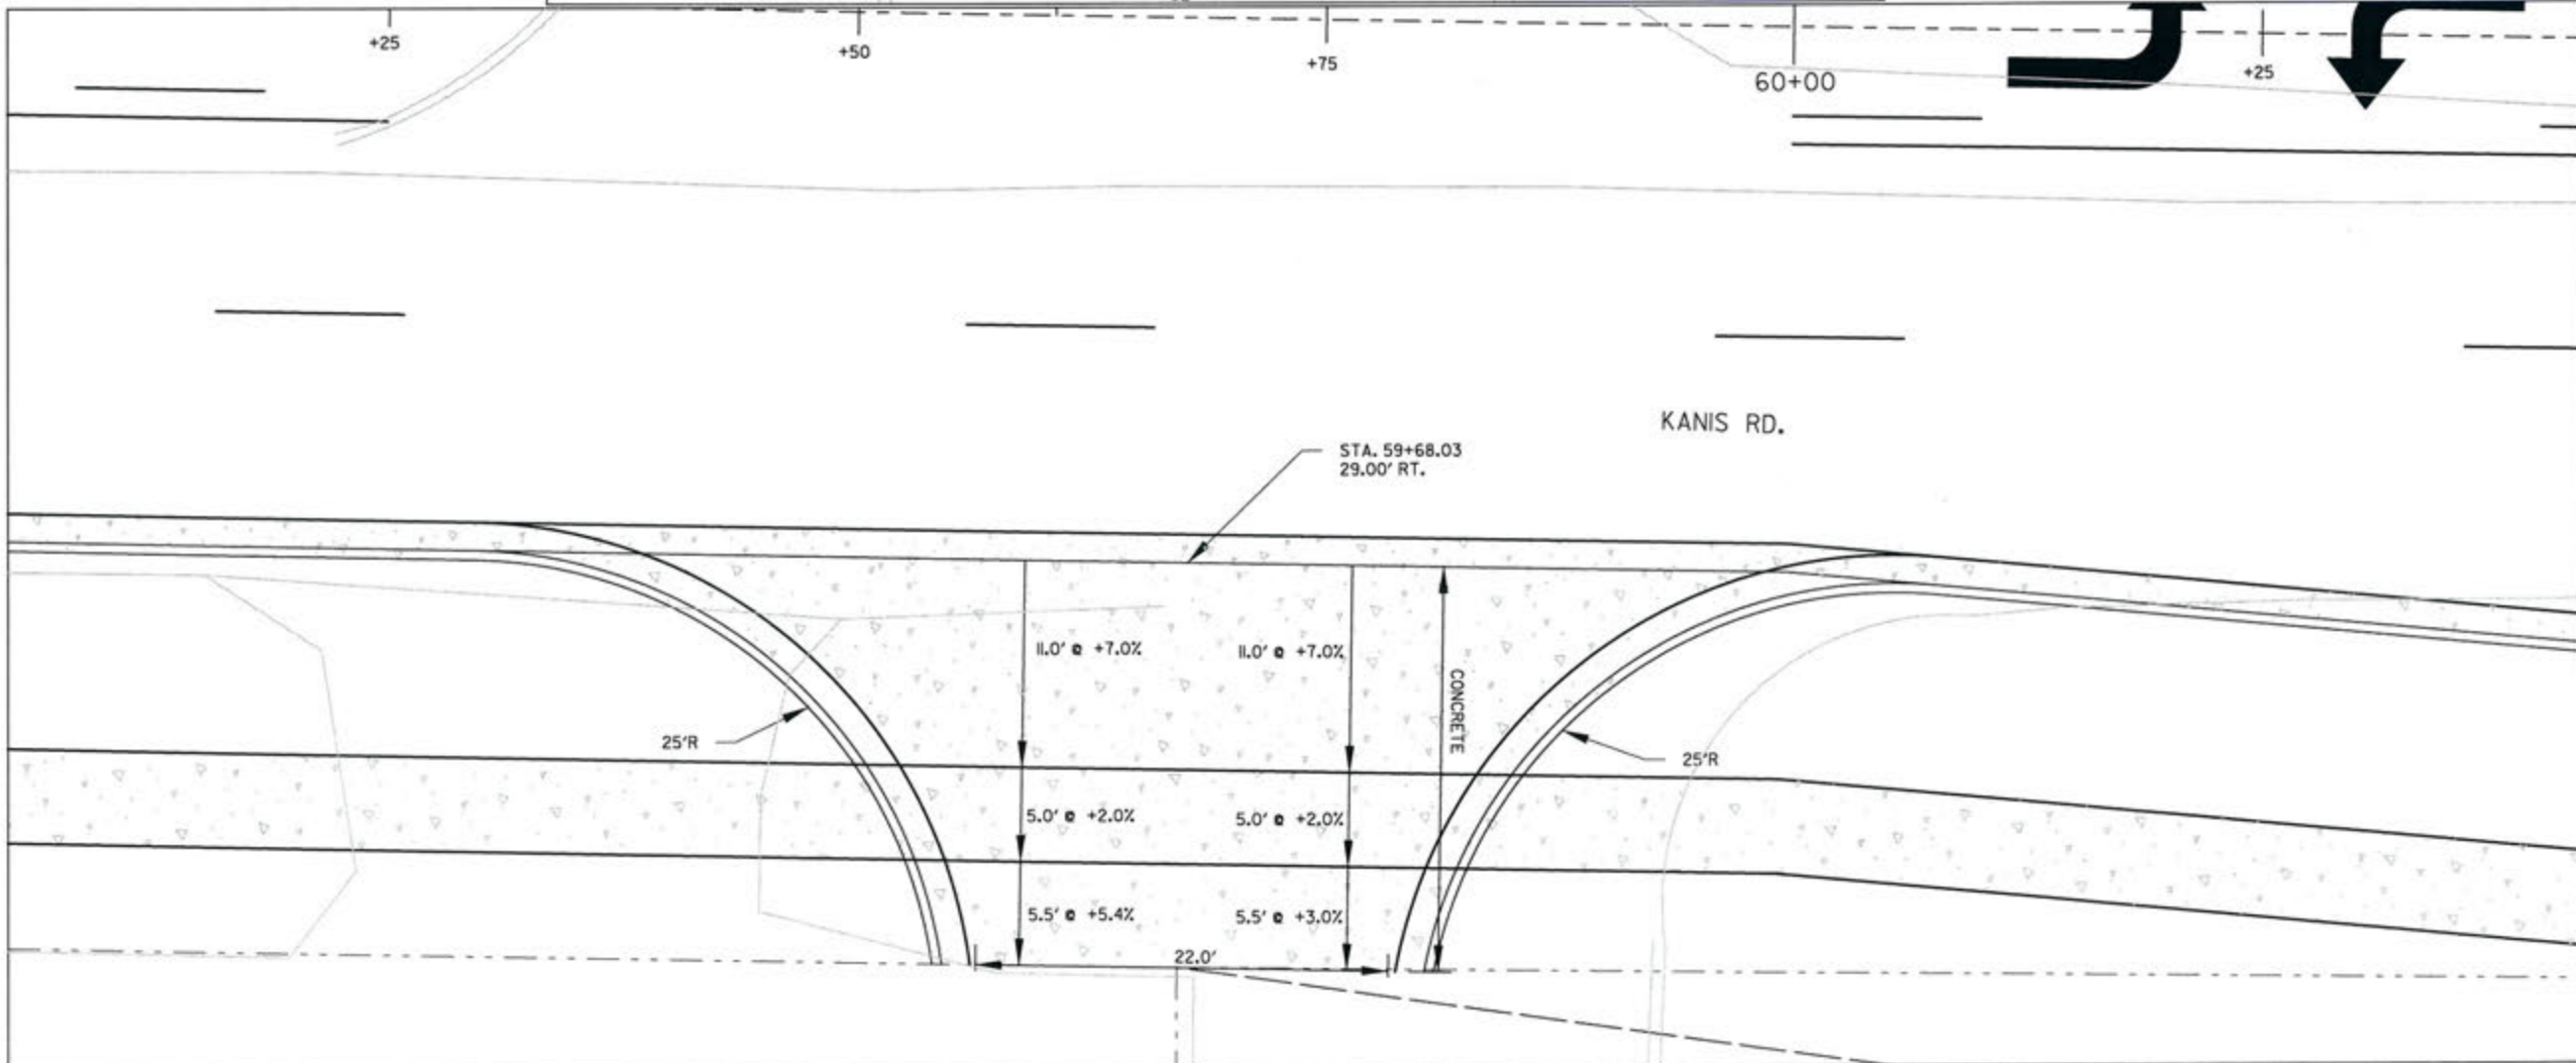 +25
+50
+75
60+00
+25
KANIS RD.
STA. 59+68.03
29.00' RT.
11.0' @ +7.0%
11.0' @ +7.0%
CONCRETE
25'R
25'R
5.0' @ +2.0%
5.0' @ +2.0%
5.5' @ +5.4%
5.5' @ +3.0%
22.0'